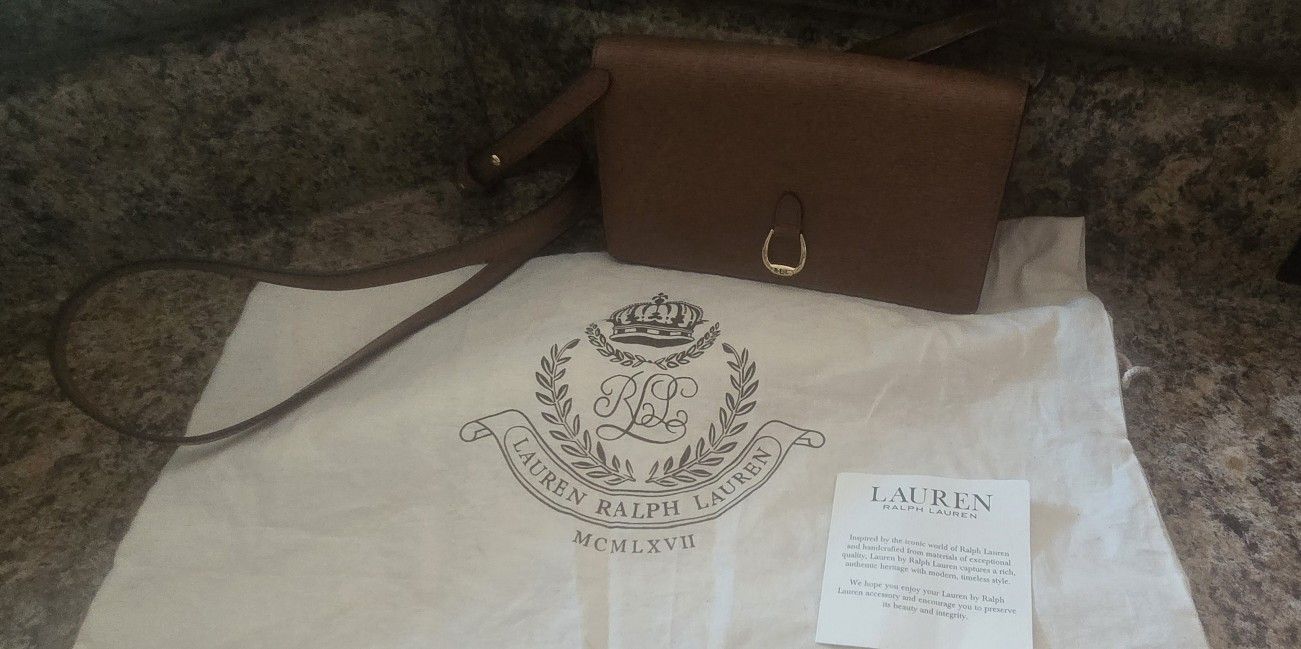 RLL
LAUREN RALPH LAUREN
MCMLXVII
LAUREN
RALPH LAUREN
Inspired by the iconic world of Ralph Lauren
and handcrafted from materials of exceptional
quality, Lauren by Ralph Lauren captures a rich,
authentic heritage with modern, timeless style.
We hope you enjoy your Lauren by Ralph
Lauren accessory and encourage you to preserve
its beauty and integrity.